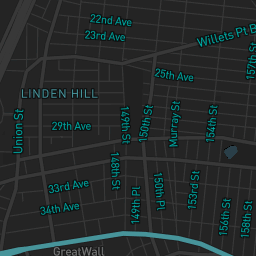 22nd Ave
23rd Ave
Willets Pt B
157th
25th Ave
LINDEN HILL
Union St
29th Ave
149th St
150th St
Murray St
154th St
148th St
33rd Ave
34th Ave
149th Pl
150th Pl
153rd St
156th St
158th St
GreatWall